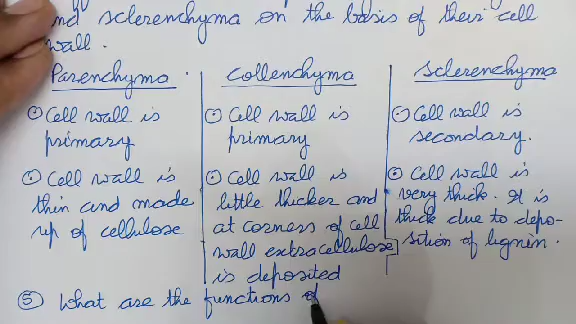 and sclerenchyma on the basis of their cell
wall.
Parenchyma
Cell wall is
primary
Cell wall is
thin and made
up of cellulose
Collenchyma
Cell wall is
primary
Cell wall is
little thicker and
at corners of cell
wall extracellulose
is deposited
Sclerenchyma
Cell wall is
secondary.
Cell wall is
very thick. It is
thick due to depo-
sition of lignin.
5 What are the functions of